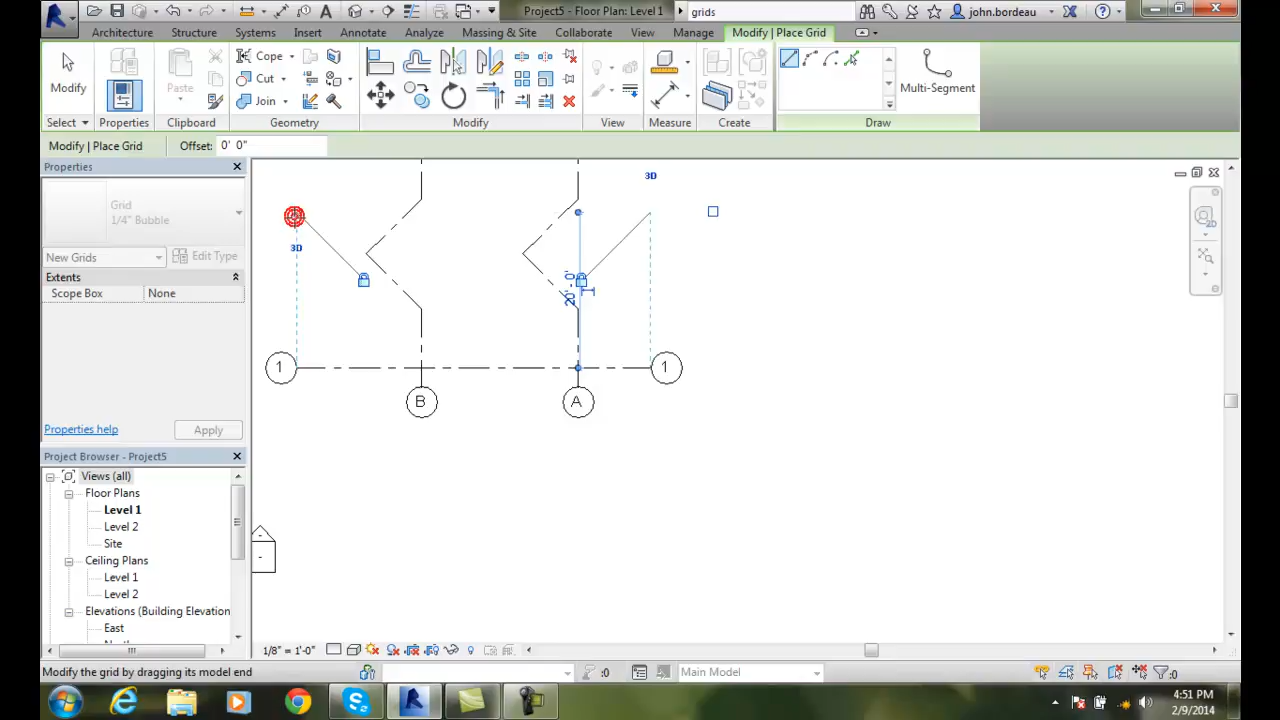 Project5 - Floor Plan: Level 1
grids
john.bordeau
Architecture Structure Systems Insert Annotate Analyze Massing & Site Collaborate View Manage Modify | Place Grid
Modify
Properties
Paste
Cope
Cut
Join
Multi-Segment
Select Properties Clipboard Geometry Modify View Measure Create Draw
Modify | Place Grid Offset: 0' 0"
Properties
Grid
1/4" Bubble
New Grids Edit Type
Extents
Scope Box None
Properties help Apply
Project Browser - Project5
Views (all)
Floor Plans
Level 1
Level 2
Site
Ceiling Plans
Level 1
Level 2
Elevations (Building Elevation
East
3D
3D
20' - 0"
1
1
B
A
2D
1/8" = 1'-0"
Modify the grid by dragging its model end
:0
Main Model
:0
4:51 PM
2/9/2014